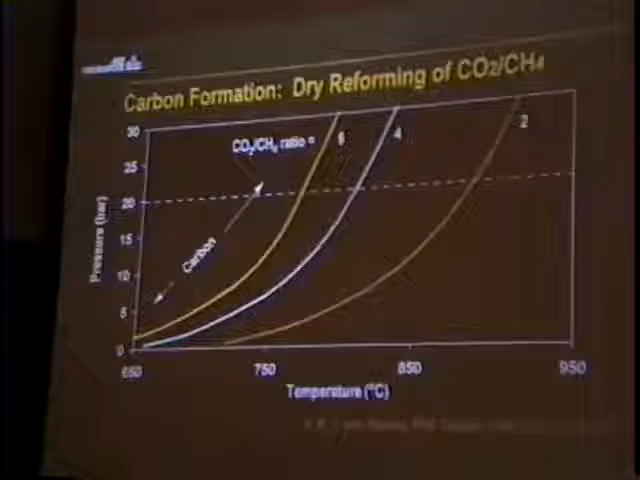 Carbon Formation: Dry Reforming of CO2/CH4
CO2/CH4 ratio =
4
2
30
25
20
15
10
5
0
Pressure (bar)
Carbon
650
750
850
950
Temperature (°C)